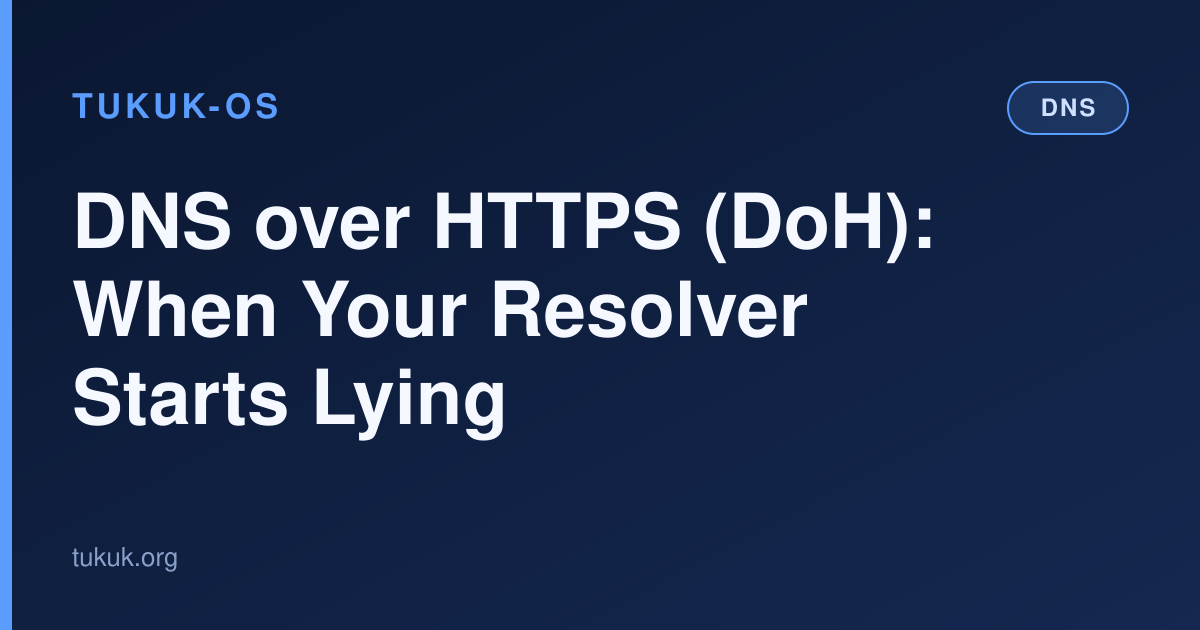 TUKUK-OS
DNS
DNS over HTTPS (DoH):
When Your Resolver
Starts Lying
tukuk.org